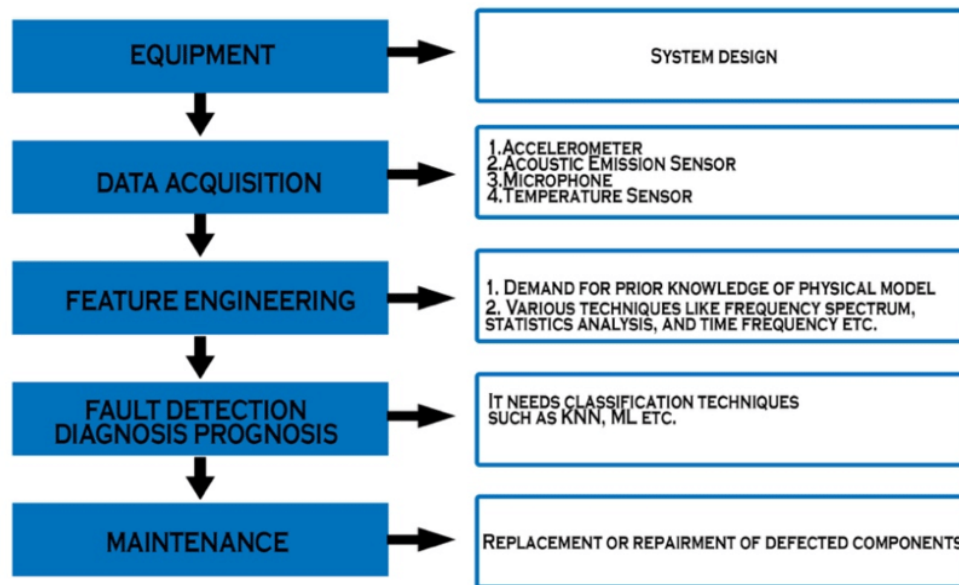 EQUIPMENT
SYSTEM DESIGN
DATA ACQUISITION
1.ACCELEROMETER
2.ACOUSTIC EMISSION SENSOR
3.MICROPHONE
4.TEMPERATURE SENSOR
FEATURE ENGINEERING
1. DEMAND FOR PRIOR KNOWLEDGE OF PHYSICAL MODEL
2. VARIOUS TECHNIQUES LIKE FREQUENCY SPECTRUM,
STATISTICS ANALYSIS, AND TIME FREQUENCY ETC.
FAULT DETECTION
DIAGNOSIS PROGNOSIS
IT NEEDS CLASSIFICATION TECHNIQUES
SUCH AS KNN, ML ETC.
MAINTENANCE
REPLACEMENT OR REPAIRMENT OF DEFECTED COMPONENTS